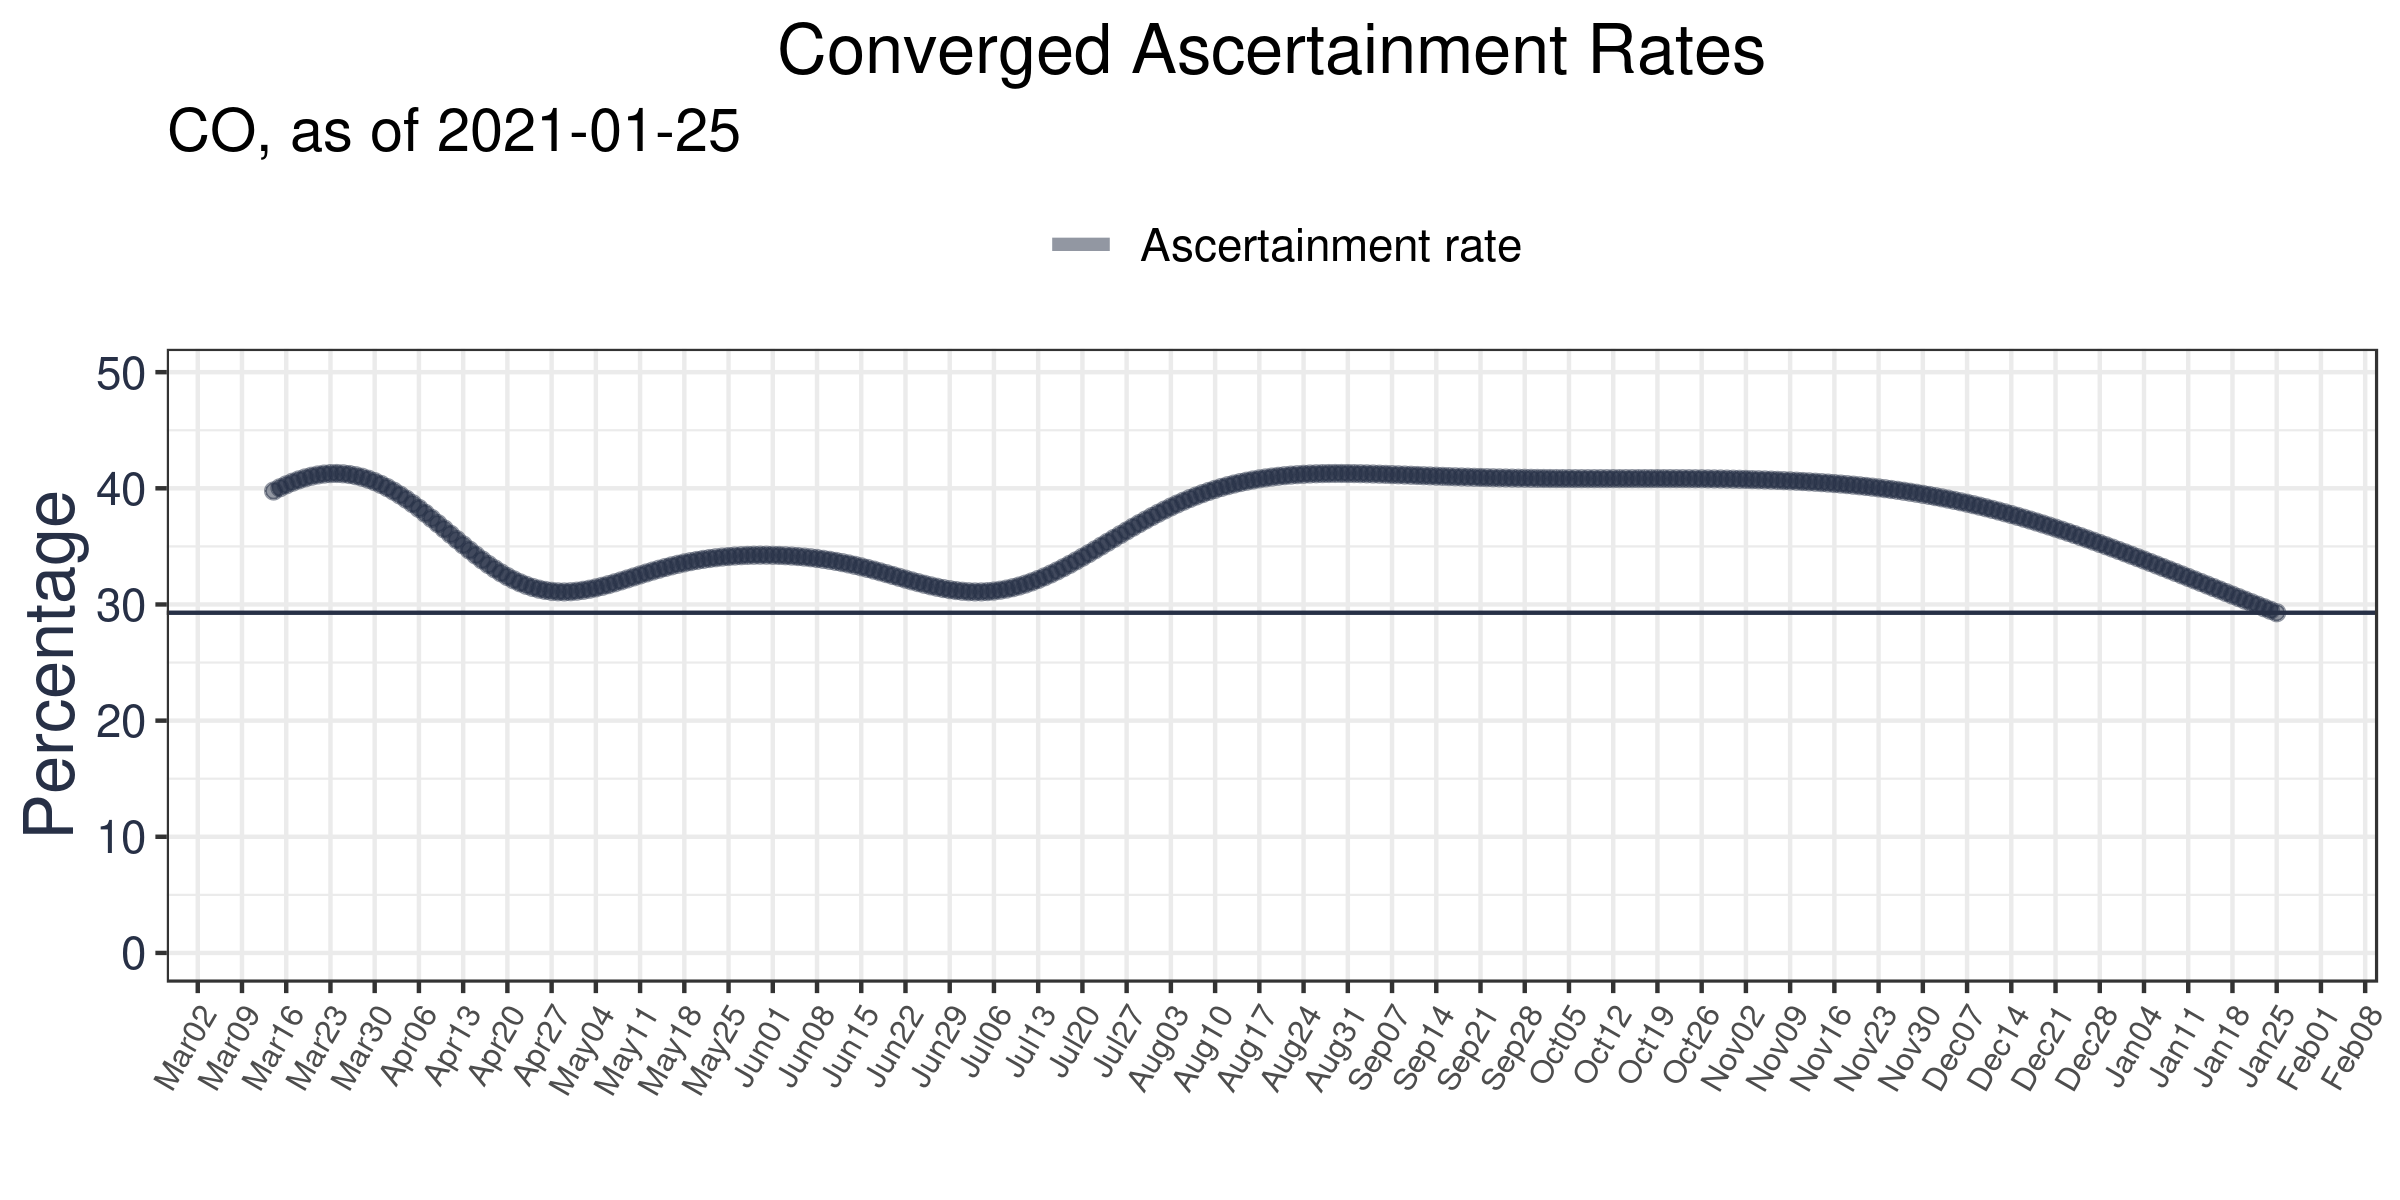 Converged Ascertainment Rates
CO, as of 2021-01-25
Ascertainment rate
Percentage
50
40
30
20
10
0
Mar02 Mar09 Mar16 Mar23 Mar30 Apr06 Apr13 Apr20 Apr27 May04 May11 May18 May25 Jun01 Jun08 Jun15 Jun22 Jun29 Jul06 Jul13 Jul20 Jul27 Aug03 Aug10 Aug17 Aug24 Aug31 Sep07 Sep14 Sep21 Sep28 Oct05 Oct12 Oct19 Oct26 Nov02 Nov09 Nov16 Nov23 Nov30 Dec07 Dec14 Dec21 Dec28 Jan04 Jan11 Jan18 Jan25 Feb01 Feb08